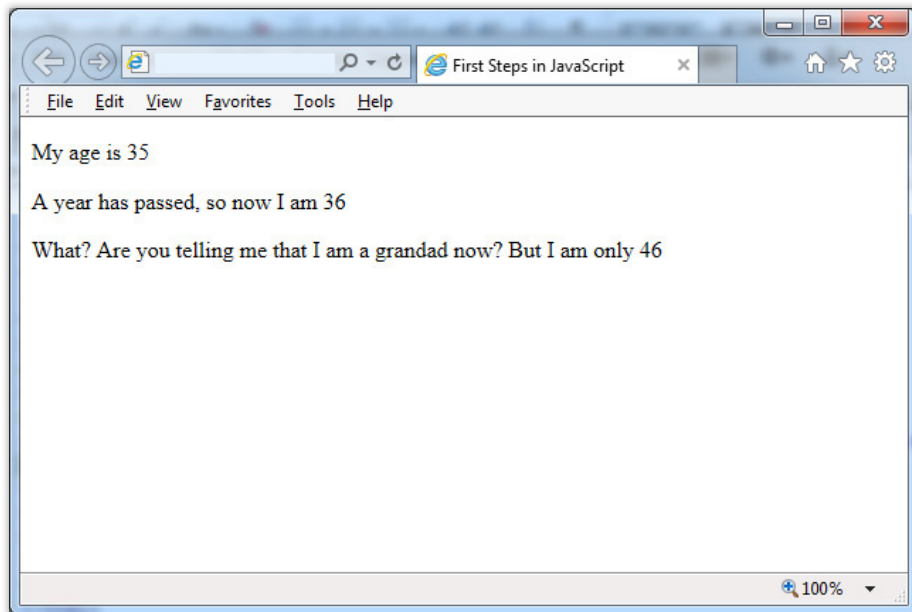 First Steps in JavaScript
File Edit View Favorites Tools Help
My age is 35
A year has passed, so now I am 36
What? Are you telling me that I am a grandad now? But I am only 46
100%